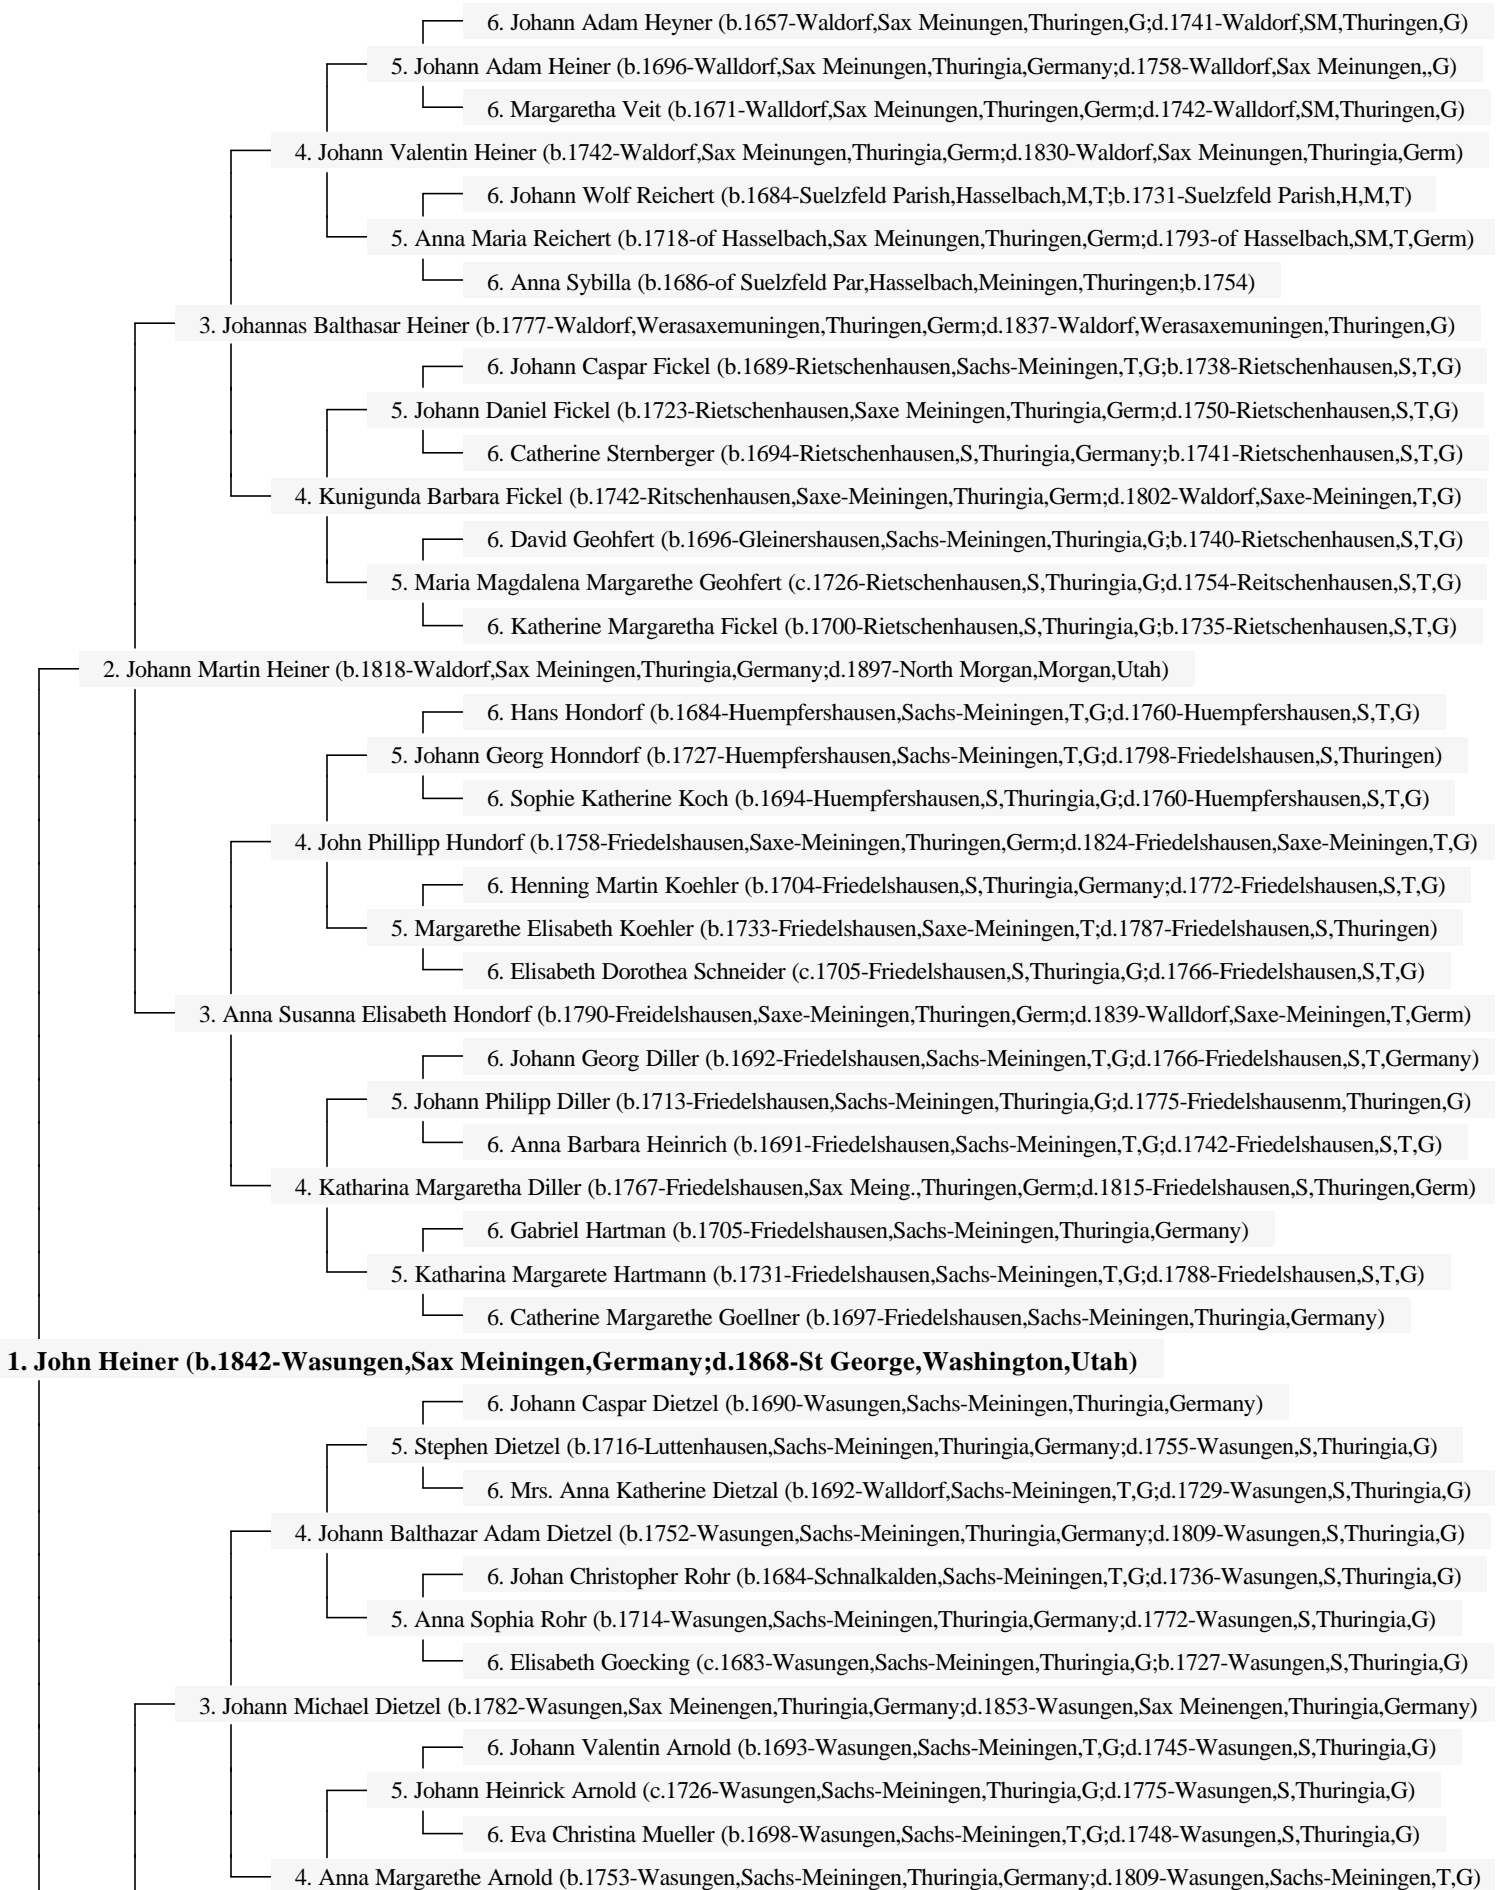 6. Johann Adam Heyner (b.1657-Waldorf,Sax Meinungen,Thuringen,G;d.1741-Waldorf,SM,Thuringen,G)
5. Johann Adam Heiner (b.1696-Walldorf,Sax Meinungen,Thuringia,Germany;d.1758-Walldorf,Sax Meinungen,,G)
6. Margaretha Veit (b.1671-Walldorf,Sax Meinungen,Thuringen,Germ;d.1742-Walldorf,SM,Thuringen,G)
4. Johann Valentin Heiner (b.1742-Waldorf,Sax Meinungen,Thuringia,Germ;d.1830-Waldorf,Sax Meinungen,Thuringia,Germ)
6. Johann Wolf Reichert (b.1684-Suelzfeld Parish,Hasselbach,M,T;b.1731-Suelzfeld Parish,H,M,T)
5. Anna Maria Reichert (b.1718-of Hasselbach,Sax Meinungen,Thuringen,Germ;d.1793-of Hasselbach,SM,T,Germ)
6. Anna Sybilla (b.1686-of Suelzfeld Par,Hasselbach,Meiningen,Thuringen;b.1754)
3. Johannas Balthasar Heiner (b.1777-Waldorf,Werasaxemuningen,Thuringen,Germ;d.1837-Waldorf,Werasaxemuningen,Thuringen,G)
6. Johann Caspar Fickel (b.1689-Rietschenhausen,Sachs-Meiningen,T,G;b.1738-Rietschenhausen,S,T,G)
5. Johann Daniel Fickel (b.1723-Rietschenhausen,Saxe Meiningen,Thuringia,Germ;d.1750-Rietschenhausen,S,T,G)
6. Catherine Sternberger (b.1694-Rietschenhausen,S,Thuringia,Germany;b.1741-Rietschenhausen,S,T,G)
4. Kunigunda Barbara Fickel (b.1742-Ritschenhausen,Saxe-Meiningen,Thuringia,Germ;d.1802-Waldorf,Saxe-Meiningen,T,G)
6. David Geohfert (b.1696-Gleinershausen,Sachs-Meiningen,Thuringia,G;b.1740-Rietschenhausen,S,T,G)
5. Maria Magdalena Margarethe Geohfert (c.1726-Rietschenhausen,S,Thuringia,G;d.1754-Reitschenhausen,S,T,G)
6. Katherine Margaretha Fickel (b.1700-Rietschenhausen,S,Thuringia,G;b.1735-Rietschenhausen,S,T,G)
2. Johann Martin Heiner (b.1818-Waldorf,Sax Meiningen,Thuringia,Germany;d.1897-North Morgan,Morgan,Utah)
6. Hans Hondorf (b.1684-Huempfershausen,Sachs-Meiningen,T,G;d.1760-Huempfershausen,S,T,G)
5. Johann Georg Honndorf (b.1727-Huempfershausen,Sachs-Meiningen,T,G;d.1798-Friedelshausen,S,Thuringen)
6. Sophie Katherine Koch (b.1694-Huempfershausen,S,Thuringia,G;d.1760-Huempfershausen,S,T,G)
4. John Phillipp Hundorf (b.1758-Friedelshausen,Saxe-Meiningen,Thuringen,Germ;d.1824-Friedelshausen,Saxe-Meiningen,T,G)
6. Henning Martin Koehler (b.1704-Friedelshausen,S,Thuringia,Germany;d.1772-Friedelshausen,S,T,G)
5. Margarethe Elisabeth Koehler (b.1733-Friedelshausen,Saxe-Meiningen,T;d.1787-Friedelshausen,S,Thuringen)
6. Elisabeth Dorothea Schneider (c.1705-Friedelshausen,S,Thuringia,G;d.1766-Friedelshausen,S,T,G)
3. Anna Susanna Elisabeth Hondorf (b.1790-Freidelshausen,Saxe-Meiningen,Thuringen,Germ;d.1839-Walldorf,Saxe-Meiningen,T,Germ)
6. Johann Georg Diller (b.1692-Friedelshausen,Sachs-Meiningen,T,G;d.1766-Friedelshausen,S,T,Germany)
5. Johann Philipp Diller (b.1713-Friedelshausen,Sachs-Meiningen,Thuringia,G;d.1775-Friedelshausenm,Thuringen,G)
6. Anna Barbara Heinrich (b.1691-Friedelshausen,Sachs-Meiningen,T,G;d.1742-Friedelshausen,S,T,G)
4. Katharina Margaretha Diller (b.1767-Friedelshausen,Sax Meing.,Thuringen,Germ;d.1815-Friedelshausen,S,Thuringen,Germ)
6. Gabriel Hartman (b.1705-Friedelshausen,Sachs-Meiningen,Thuringia,Germany)
5. Katharina Margarete Hartmann (b.1731-Friedelshausen,Sachs-Meiningen,T,G;d.1788-Friedelshausen,S,T,G)
6. Catherine Margarethe Goellner (b.1697-Friedelshausen,Sachs-Meiningen,Thuringia,Germany)
1. John Heiner (b.1842-Wasungen,Sax Meiningen,Germany;d.1868-St George,Washington,Utah)
6. Johann Caspar Dietzel (b.1690-Wasungen,Sachs-Meiningen,Thuringia,Germany)
5. Stephen Dietzel (b.1716-Luttenhausen,Sachs-Meiningen,Thuringia,Germany;d.1755-Wasungen,S,Thuringia,G)
6. Mrs. Anna Katherine Dietzal (b.1692-Walldorf,Sachs-Meiningen,T,G;d.1729-Wasungen,S,Thuringia,G)
4. Johann Balthazar Adam Dietzel (b.1752-Wasungen,Sachs-Meiningen,Thuringia,Germany;d.1809-Wasungen,S,Thuringia,G)
6. Johan Christopher Rohr (b.1684-Schnalkalden,Sachs-Meiningen,T,G;d.1736-Wasungen,S,Thuringia,G)
5. Anna Sophia Rohr (b.1714-Wasungen,Sachs-Meiningen,Thuringia,Germany;d.1772-Wasungen,S,Thuringia,G)
6. Elisabeth Goecking (c.1683-Wasungen,Sachs-Meiningen,Thuringia,G;b.1727-Wasungen,S,Thuringia,G)
3. Johann Michael Dietzel (b.1782-Wasungen,Sax Meinengen,Thuringia,Germany;d.1853-Wasungen,Sax Meinengen,Thuringia,Germany)
6. Johann Valentin Arnold (b.1693-Wasungen,Sachs-Meiningen,T,G;d.1745-Wasungen,S,Thuringia,G)
5. Johann Heinrick Arnold (c.1726-Wasungen,Sachs-Meiningen,Thuringia,G;d.1775-Wasungen,S,Thuringia,G)
6. Eva Christina Mueller (b.1698-Wasungen,Sachs-Meiningen,T,G;d.1748-Wasungen,S,Thuringia,G)
4. Anna Margarethe Arnold (b.1753-Wasungen,Sachs-Meiningen,Thuringia,Germany;d.1809-Wasungen,Sachs-Meiningen,T,G)